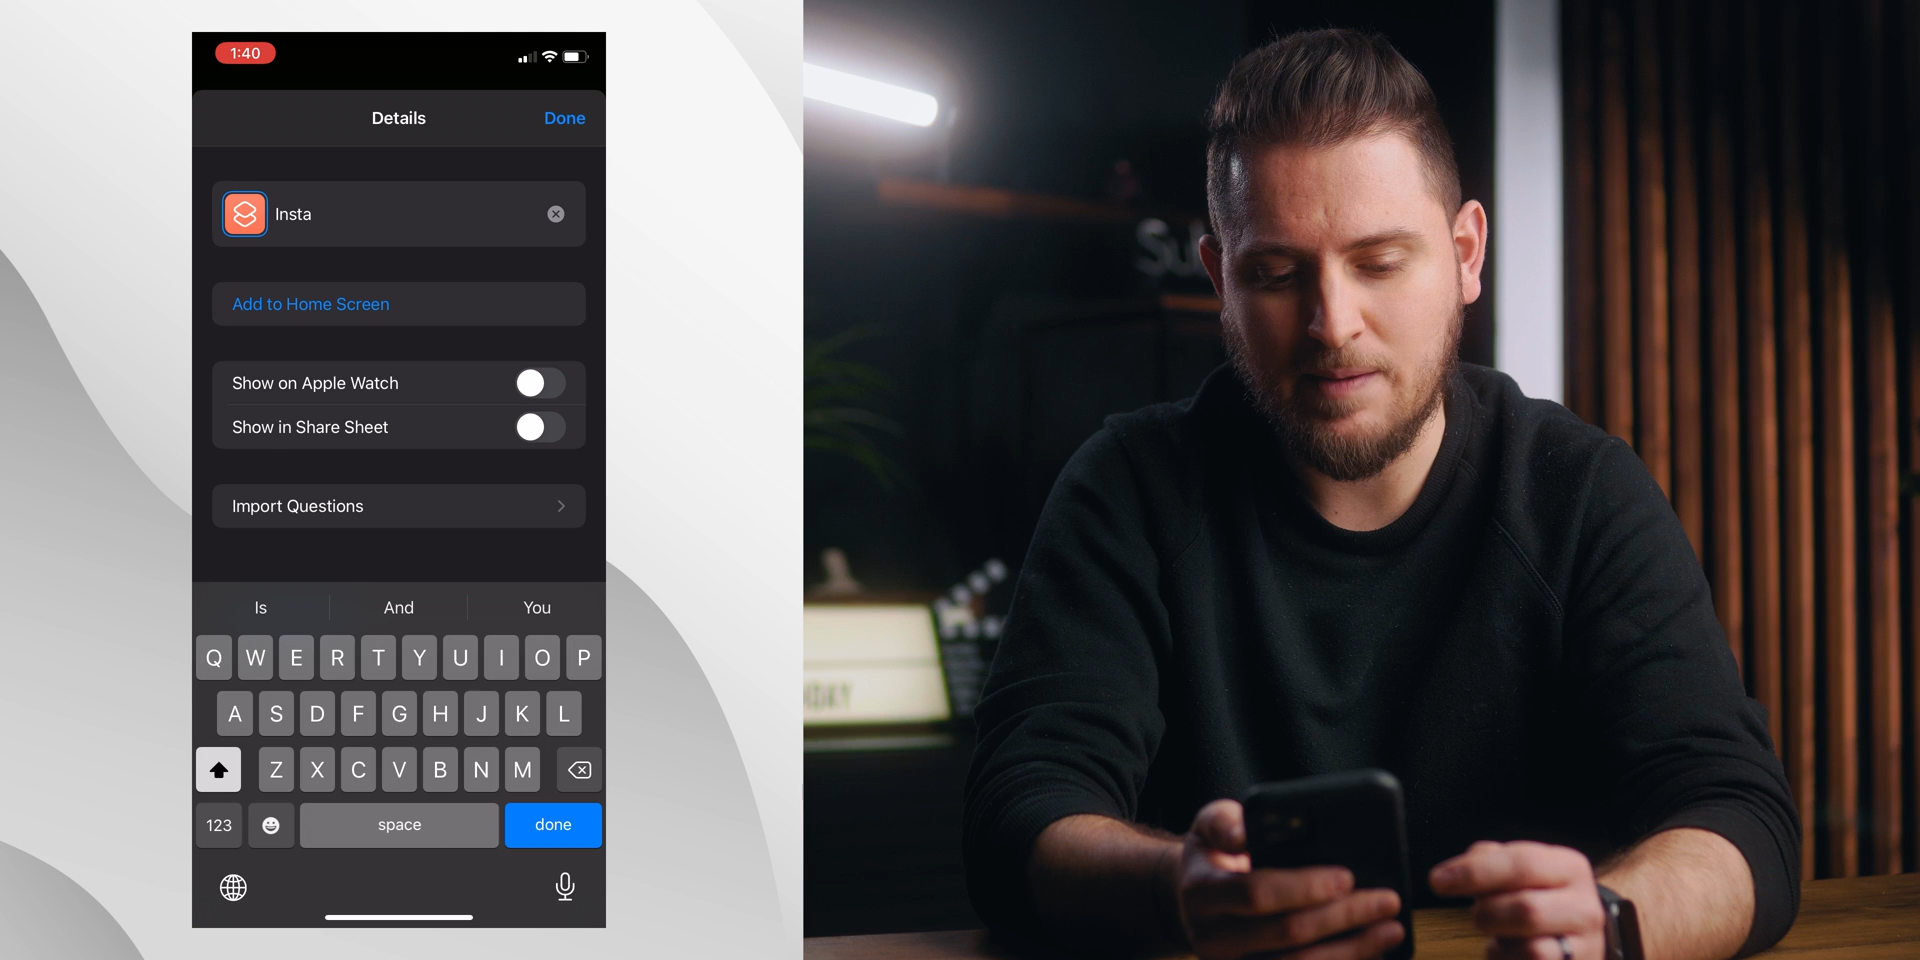 1:40
Details
Done
Insta
Add to Home Screen
Show on Apple Watch
Show in Share Sheet
Import Questions
Is And You
Q W E R T Y U I O P
A S D F G H J K L
Z X C V B N M
123 space done